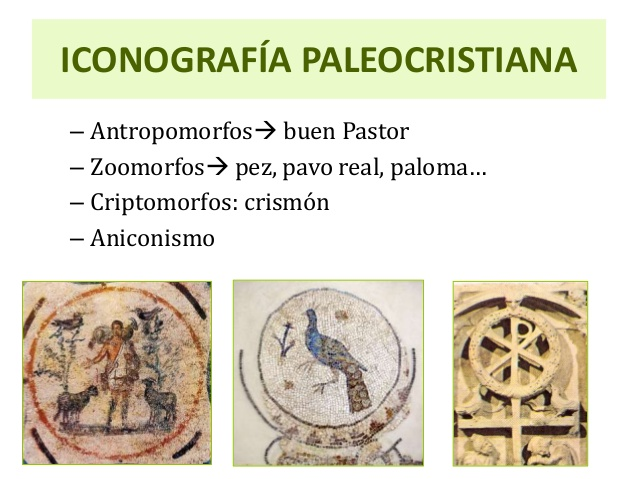 ICONOGRAFÍA PALEOCRISTIANA
– Antropomorfos→ buen Pastor
– Zoomorfos→ pez, pavo real, paloma…
– Criptomorfos: crismón
– Aniconismo